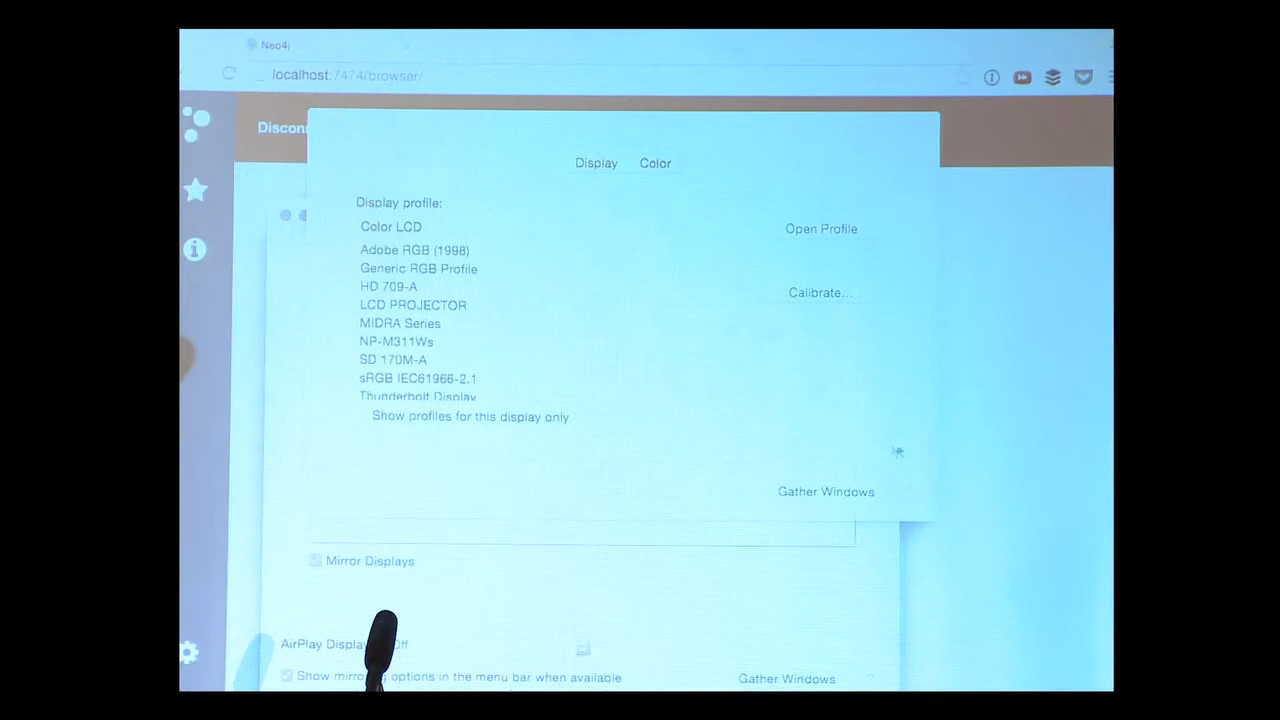 Neo4j
localhost:7474/browser/
Display Color
Display profile:
Color LCD
Open Profile
Adobe RGB (1998)
Generic RGB Profile
HD 709-A
Calibrate...
LCD PROJECTOR
MIDRA Series
NP-M311Ws
SD 170M-A
sRGB IEC61966-2.1
Thunderbolt Display
Show profiles for this display only
Gather Windows
Mirror Displays
AirPlay
Show options in the menu bar when available
Gather Windows